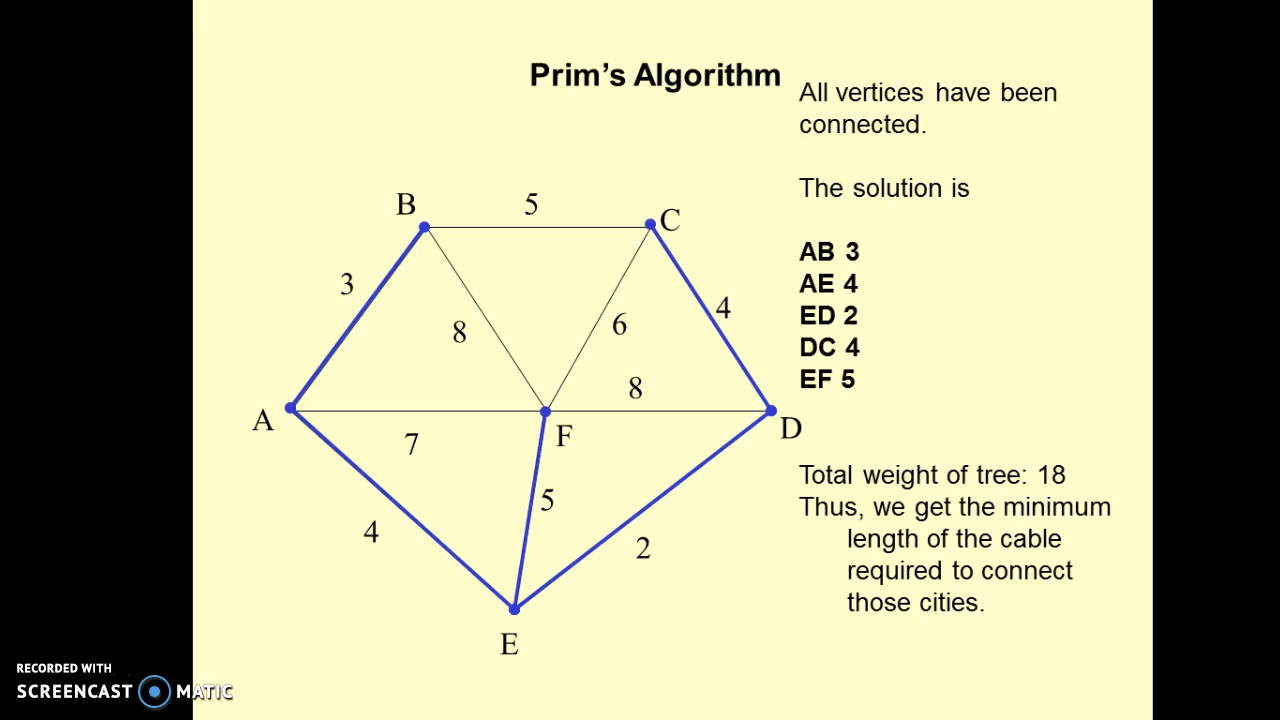 Prim's Algorithm
All vertices have been
connected.
The solution is
AB 3
AE 4
ED 2
DC 4
EF 5
Total weight of tree: 18
Thus, we get the minimum
length of the cable
required to connect
those cities.
B
5
C
3
8
6
4
8
A
7
F
D
5
4
2
E
RECORDED WITH
SCREENCAST MATIC